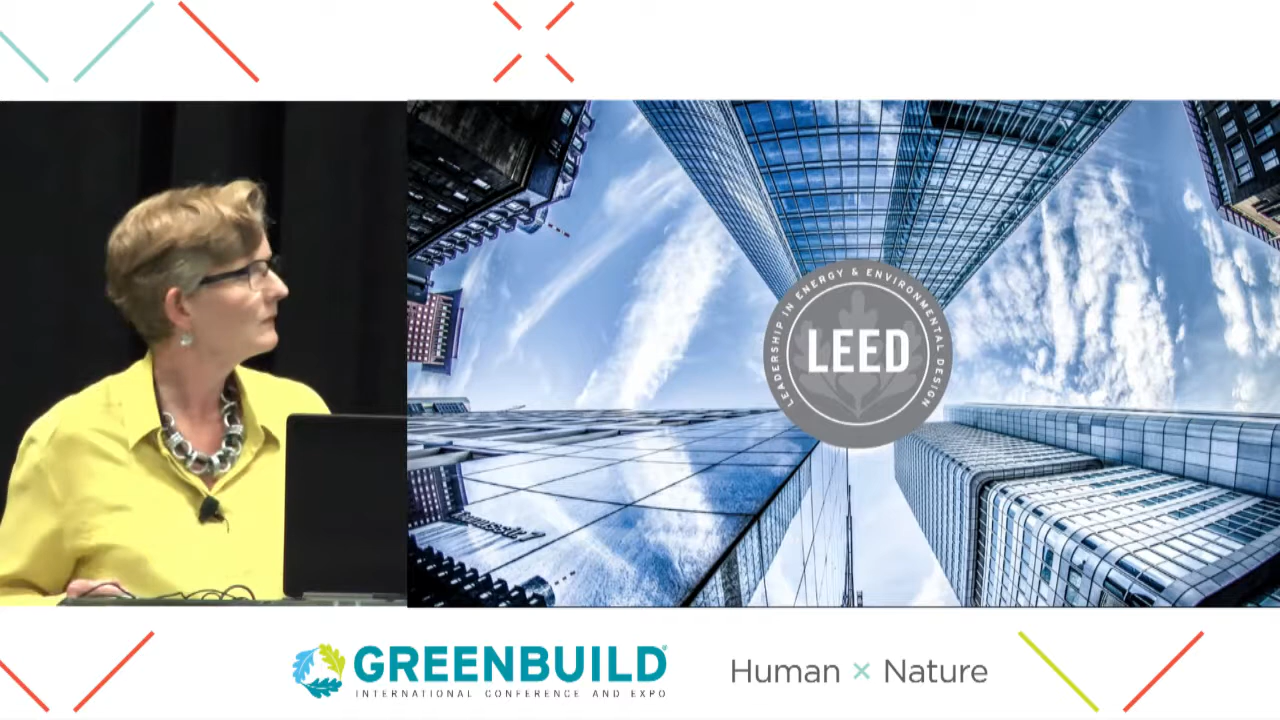 LEADERSHIP IN ENERGY & ENVIRONMENTAL DESIGN
LEED
GREENBUILD®
INTERNATIONAL CONFERENCE AND EXPO
Human × Nature